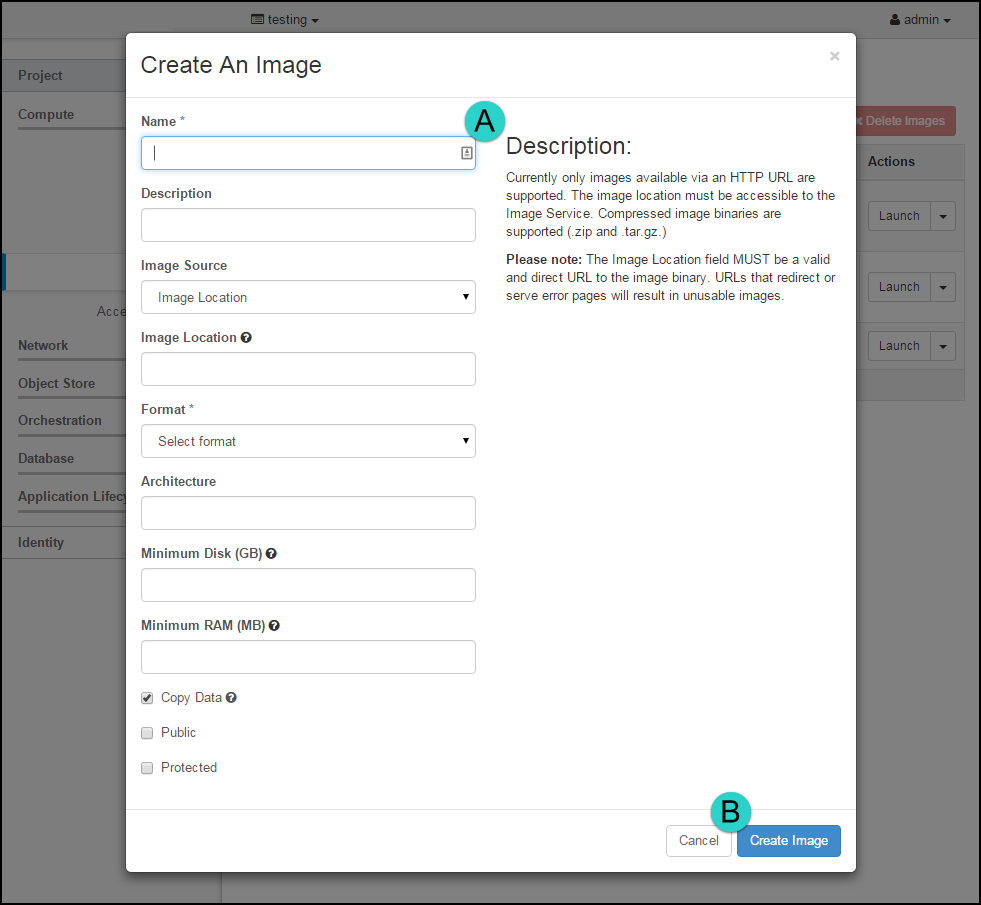 testing
admin
Create An Image
×
Project
Compute
Acce
Network
Object Store
Orchestration
Database
Application Lifecy
Identity
Name *
A
Description
Image Source
Image Location
Image Location
Format *
Select format
Architecture
Minimum Disk (GB)
Minimum RAM (MB)
Copy Data
Public
Protected
Description:
Currently only images available via an HTTP URL are
supported. The image location must be accessible to the
Image Service. Compressed image binaries are
supported (.zip and .tar.gz.)
Please note: The Image Location field MUST be a valid
and direct URL to the image binary. URLs that redirect or
serve error pages will result in unusable images.
Delete Images
Actions
Launch
Launch
Launch
B
Cancel
Create Image